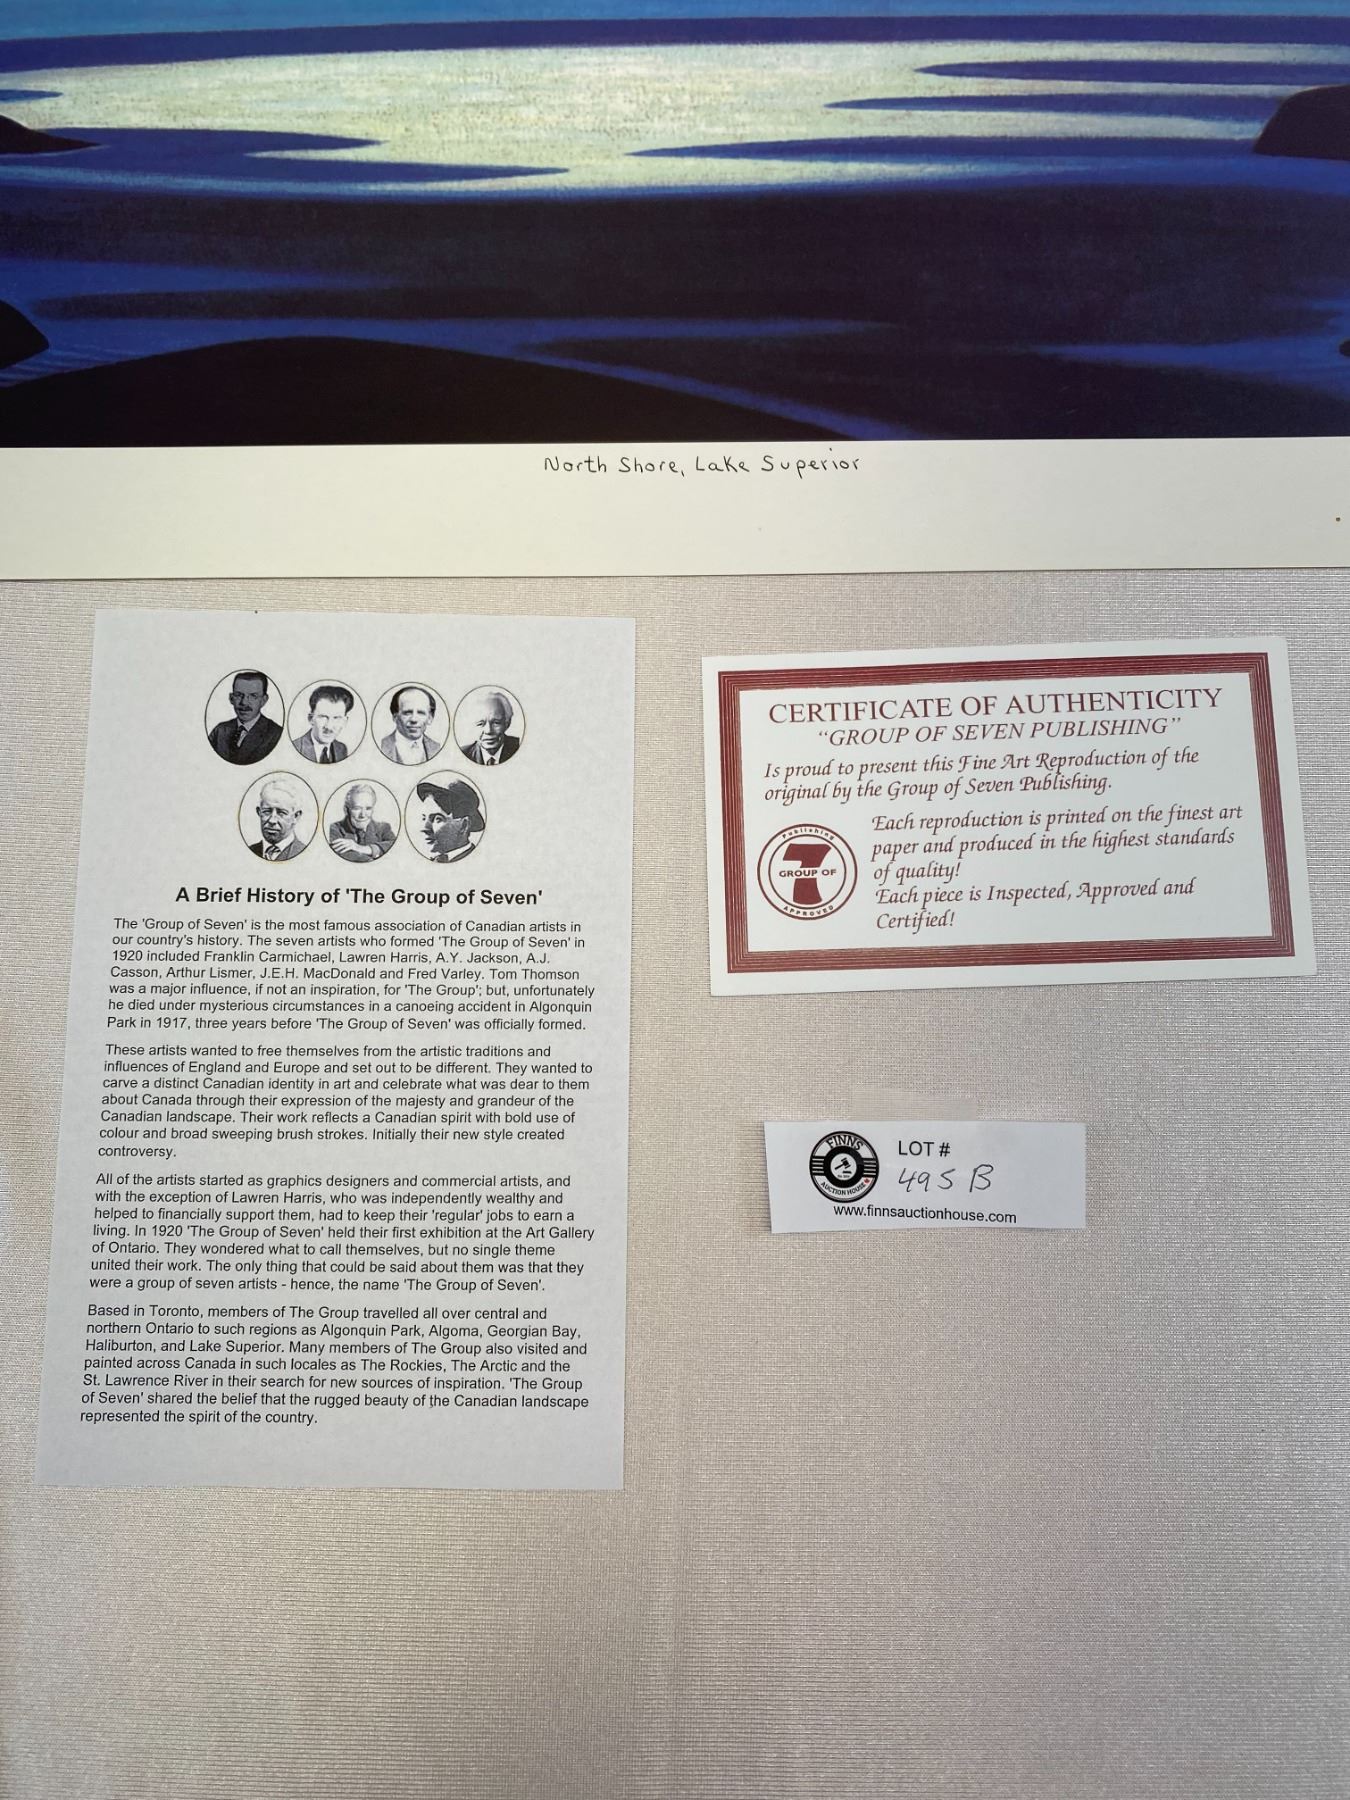 North Shore, Lake Superior
A Brief History of 'The Group of Seven'
The 'Group of Seven' is the most famous association of Canadian artists in
our country's history. The seven artists who formed 'The Group of Seven' in
1920 included Franklin Carmichael, Lawren Harris, A.Y. Jackson, A.J.
Casson, Arthur Lismer, J.E.H. MacDonald and Fred Varley. Tom Thomson
was a major influence, if not an inspiration, for 'The Group'; but, unfortunately
he died under mysterious circumstances in a canoeing accident in Algonquin
Park in 1917, three years before 'The Group of Seven' was officially formed.
These artists wanted to free themselves from the artistic traditions and
influences of England and Europe and set out to be different. They wanted to
carve a distinct Canadian identity in art and celebrate what was dear to them
about Canada through their expression of the majesty and grandeur of the
Canadian landscape. Their work reflects a Canadian spirit with bold use of
colour and broad sweeping brush strokes. Initially their new style created
controversy.
All of the artists started as graphics designers and commercial artists, and
with the exception of Lawren Harris, who was independently wealthy and
helped to financially support them, had to keep their 'regular' jobs to earn a
living. In 1920 'The Group of Seven' held their first exhibition at the Art Gallery
of Ontario. They wondered what to call themselves, but no single theme
united their work. The only thing that could be said about them was that they
were a group of seven artists - hence, the name 'The Group of Seven'.
Based in Toronto, members of The Group travelled all over central and
northern Ontario to such regions as Algonquin Park, Algoma, Georgian Bay,
Haliburton, and Lake Superior. Many members of The Group also visited and
painted across Canada in such locales as The Rockies, The Arctic and the
St. Lawrence River in their search for new sources of inspiration. 'The Group
of Seven' shared the belief that the rugged beauty of the Canadian landscape
represented the spirit of the country.
CERTIFICATE OF AUTHENTICITY
"GROUP OF SEVEN PUBLISHING"
Is proud to present this Fine Art Reproduction of the
original by the Group of Seven Publishing.
Each reproduction is printed on the finest art
paper and produced in the highest standards
of quality!
Each piece is Inspected, Approved and
Certified!
Publishing
GROUP OF
7
APPROVED
FINNS
AUCTION HOUSE
LOT #
495 B
www.finnsauctionhouse.com